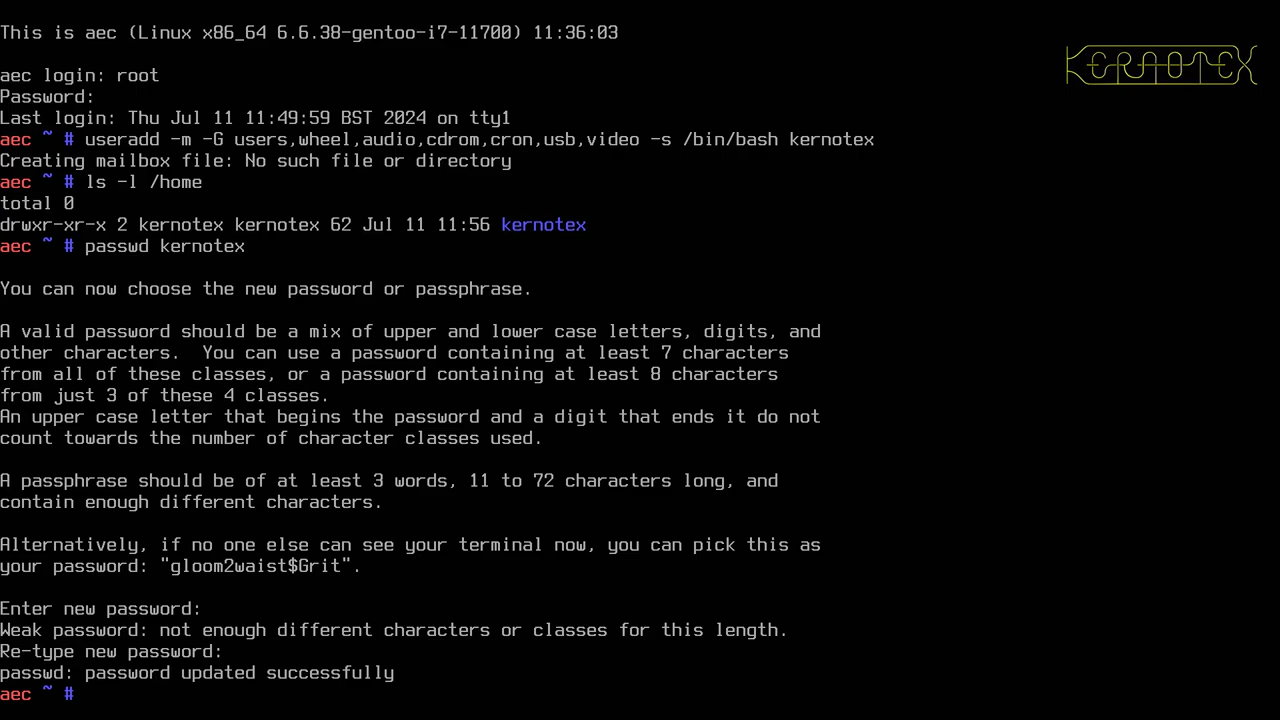 This is aec (Linux x86_64 6.6.38-gentoo-i7-11700) 11:36:03
KERNOTEX
aec login: root
Password:
Last login: Thu Jul 11 11:49:59 BST 2024 on tty1
aec ~ # useradd -m -G users,wheel,audio,cdrom,cron,usb,video -s /bin/bash kernotex
Creating mailbox file: No such file or directory
aec ~ # ls -l /home
total 0
drwxr-xr-x 2 kernotex kernotex 62 Jul 11 11:56 kernotex
aec ~ # passwd kernotex
You can now choose the new password or passphrase.
A valid password should be a mix of upper and lower case letters, digits, and
other characters.  You can use a password containing at least 7 characters
from all of these classes, or a password containing at least 8 characters
from just 3 of these 4 classes.
An upper case letter that begins the password and a digit that ends it do not
count towards the number of character classes used.
A passphrase should be of at least 3 words, 11 to 72 characters long, and
contain enough different characters.
Alternatively, if no one else can see your terminal now, you can pick this as
your password: "gloom2waist$Grit".
Enter new password:
Weak password: not enough different characters or classes for this length.
Re-type new password:
passwd: password updated successfully
aec ~ #